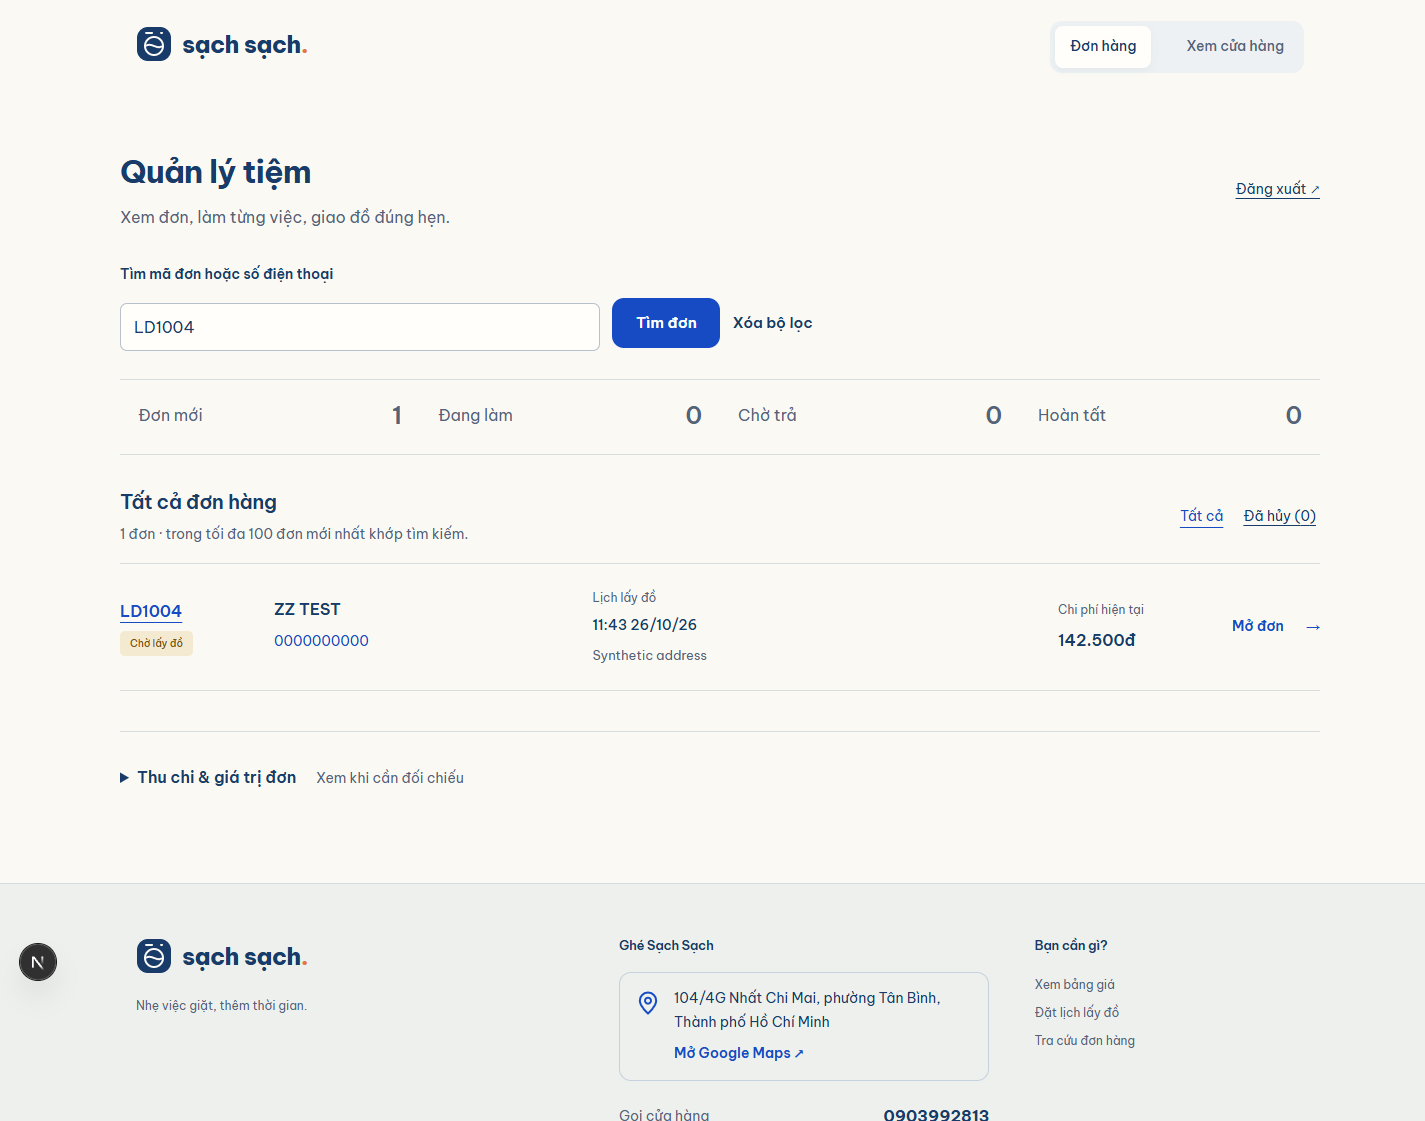 sạch sạch.
Đơn hàng
Xem cửa hàng
Quản lý tiệm
Đăng xuất ↗
Xem đơn, làm từng việc, giao đồ đúng hẹn.
Tìm mã đơn hoặc số điện thoại
LD1004
Tìm đơn
Xóa bộ lọc
Đơn mới 1
Đang làm 0
Chờ trả 0
Hoàn tất 0
Tất cả đơn hàng
1 đơn · trong tối đa 100 đơn mới nhất khớp tìm kiếm.
Tất cả
Đã hủy (0)
LD1004
Chờ lấy đồ
ZZ TEST
0000000000
Lịch lấy đồ
11:43 26/10/26
Synthetic address
Chi phí hiện tại
142.500đ
Mở đơn →
Thu chi & giá trị đơn
Xem khi cần đối chiếu
sạch sạch.
Nhẹ việc giặt, thêm thời gian.
Ghé Sạch Sạch
104/4G Nhất Chi Mai, phường Tân Bình,
Thành phố Hồ Chí Minh
Mở Google Maps ↗
Gọi cửa hàng 0903992813
Bạn cần gì?
Xem bảng giá
Đặt lịch lấy đồ
Tra cứu đơn hàng
N